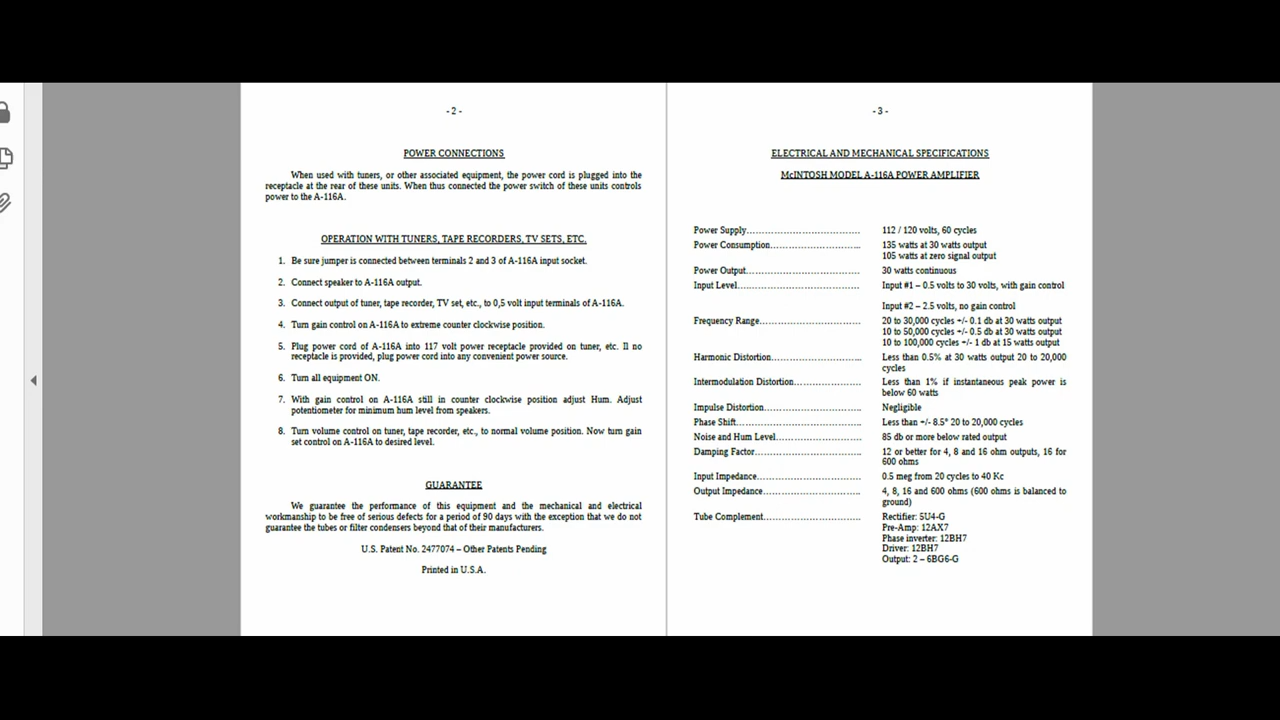 - 2 -
POWER CONNECTIONS
When used with tuners, or other associated equipment, the power cord is plugged into the
receptacle at the rear of these units. When thus connected the power switch of these units controls
power to the A-116A.
OPERATION WITH TUNERS, TAPE RECORDERS, TV SETS, ETC.
1. Be sure jumper is connected between terminals 2 and 3 of A-116A input socket.
2. Connect speaker to A-116A output.
3. Connect output of tuner, tape recorder, TV set, etc., to 0,5 volt input terminals of A-116A.
4. Turn gain control on A-116A to extreme counter clockwise position.
5. Plug power cord of A-116A into 117 volt power receptacle provided on tuner, etc. Il no
receptacle is provided, plug power cord into any convenient power source.
6. Turn all equipment ON.
7. With gain control on A-116A still in counter clockwise position adjust Hum. Adjust
potentiometer for minimum hum level from speakers.
8. Turn volume control on tuner, tape recorder, etc., to normal volume position. Now turn gain
set control on A-116A to desired level.
GUARANTEE
We guarantee the performance of this equipment and the mechanical and electrical
workmanship to be free of serious defects for a period of 90 days with the exception that we do not
guarantee the tubes or filter condensers beyond that of their manufacturers.
U.S. Patent No. 2477074 – Other Patents Pending
Printed in U.S.A.
- 3 -
ELECTRICAL AND MECHANICAL SPECIFICATIONS
McINTOSH MODEL A-116A POWER AMPLIFIER
Power Supply………………………………. 112 / 120 volts, 60 cycles
Power Consumption……………………….. 135 watts at 30 watts output
105 watts at zero signal output
Power Output………………………………. 30 watts continuous
Input Level…………………………………. Input #1 – 0.5 volts to 30 volts, with gain control
Input #2 – 2.5 volts, no gain control
Frequency Range…………………………… 20 to 30,000 cycles +/- 0.1 db at 30 watts output
10 to 50,000 cycles +/- 0.5 db at 30 watts output
10 to 100,000 cycles +/- 1 db at 15 watts output
Harmonic Distortion……………………….. Less than 0.5% at 30 watts output 20 to 20,000
cycles
Intermodulation Distortion…………………. Less than 1% if instantaneous peak power is
below 60 watts
Impulse Distortion………………………….. Negligible
Phase Shift………………………………….. Less than +/- 8.5° 20 to 20,000 cycles
Noise and Hum Level………………………. 85 db or more below rated output
Damping Factor…………………………….. 12 or better for 4, 8 and 16 ohm outputs, 16 for
600 ohms
Input Impedance……………………………. 0.5 meg from 20 cycles to 40 Kc
Output Impedance………………………….. 4, 8, 16 and 600 ohms (600 ohms is balanced to
ground)
Tube Complement…………………………. Rectifier: 5U4-G
Pre-Amp: 12AX7
Phase inverter: 12BH7
Driver: 12BH7
Output: 2 – 6BG6-G